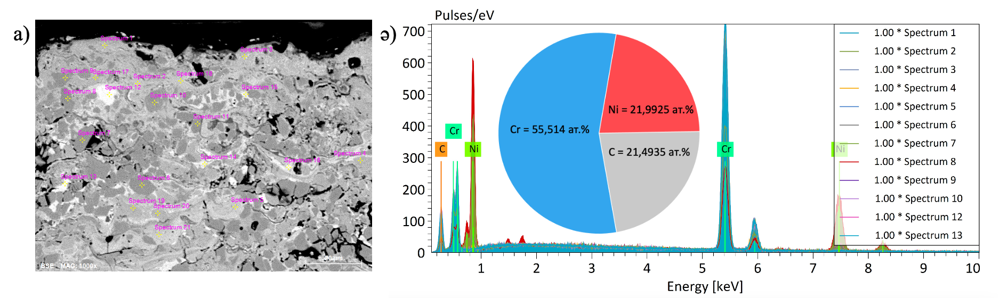 a)
Spectrum 1
Spectrum 3
Spectrum 9
Spectrum 17
Spectrum 18
Spectrum 2
Spectrum 12
Spectrum 15
Spectrum 8
Spectrum 10
Spectrum 11
Spectrum 7
Spectrum 14
Spectrum 16
Spectrum 4
Spectrum 13
Spectrum 6
Spectrum 19
Spectrum 20
Spectrum 5
Spectrum 21
BSE MAG: 1000x
20 µm
ә)
Pulses/eV
700
600
500
400
300
200
100
0
C
Cr
Ni
Cr
Ni
Cr = 55,514 ат.%
Ni = 21,9925 ат.%
C = 21,4935 ат.%
1.00 * Spectrum 1
1.00 * Spectrum 2
1.00 * Spectrum 3
1.00 * Spectrum 4
1.00 * Spectrum 5
1.00 * Spectrum 6
1.00 * Spectrum 7
1.00 * Spectrum 8
1.00 * Spectrum 9
1.00 * Spectrum 10
1.00 * Spectrum 12
1.00 * Spectrum 13
1 2 3 4 5 6 7 8 9 10
Energy [keV]